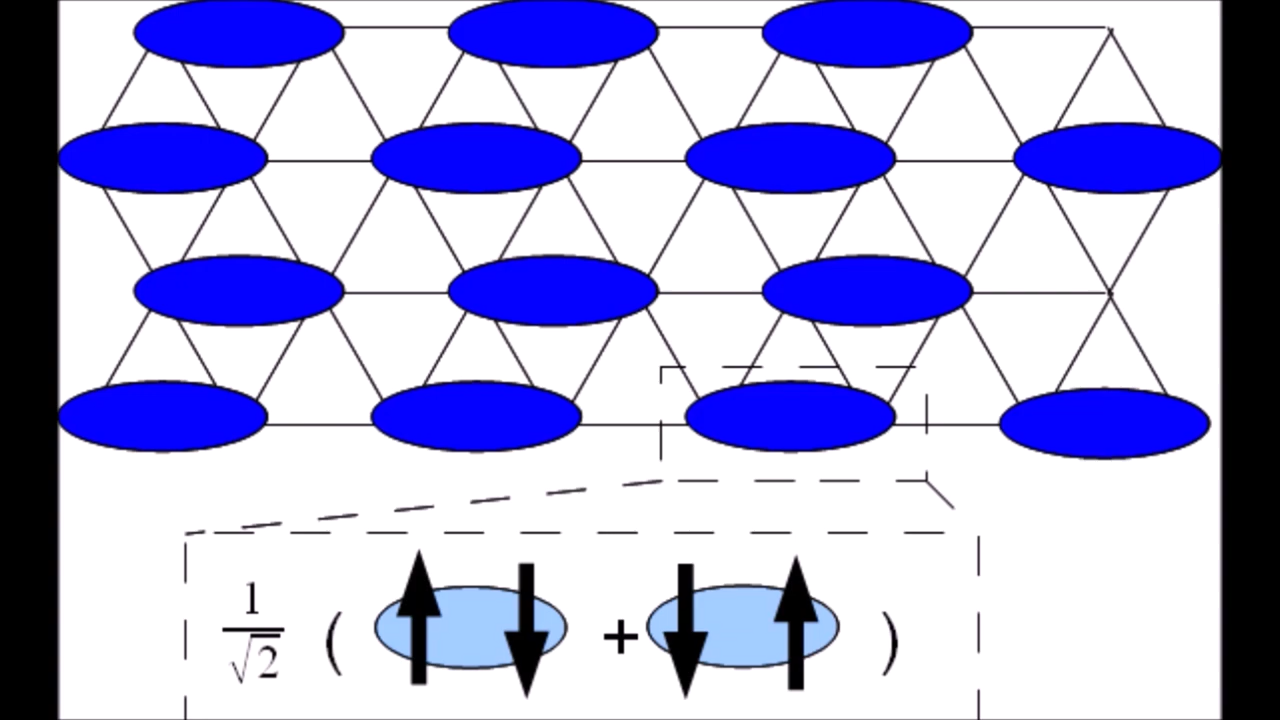 1/√2 ( + )